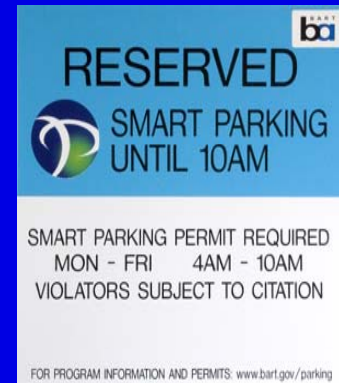 BART
ba
RESERVED
SMART PARKING
UNTIL 10AM
SMART PARKING PERMIT REQUIRED
MON - FRI 4AM - 10AM
VIOLATORS SUBJECT TO CITATION
FOR PROGRAM INFORMATION AND PERMITS: www.bart.gov/parking